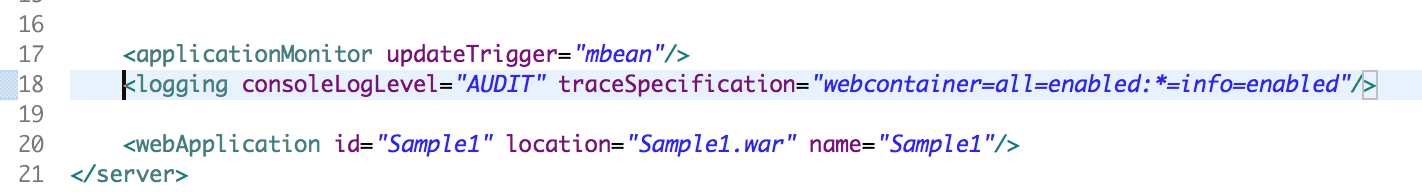 16
17 <applicationMonitor updateTrigger="mbean"/>
18 <logging consoleLogLevel="AUDIT" traceSpecification="webcontainer=all=enabled:*=info=enabled"/>
19
20 <webApplication id="Sample1" location="Sample1.war" name="Sample1"/>
21 </server>